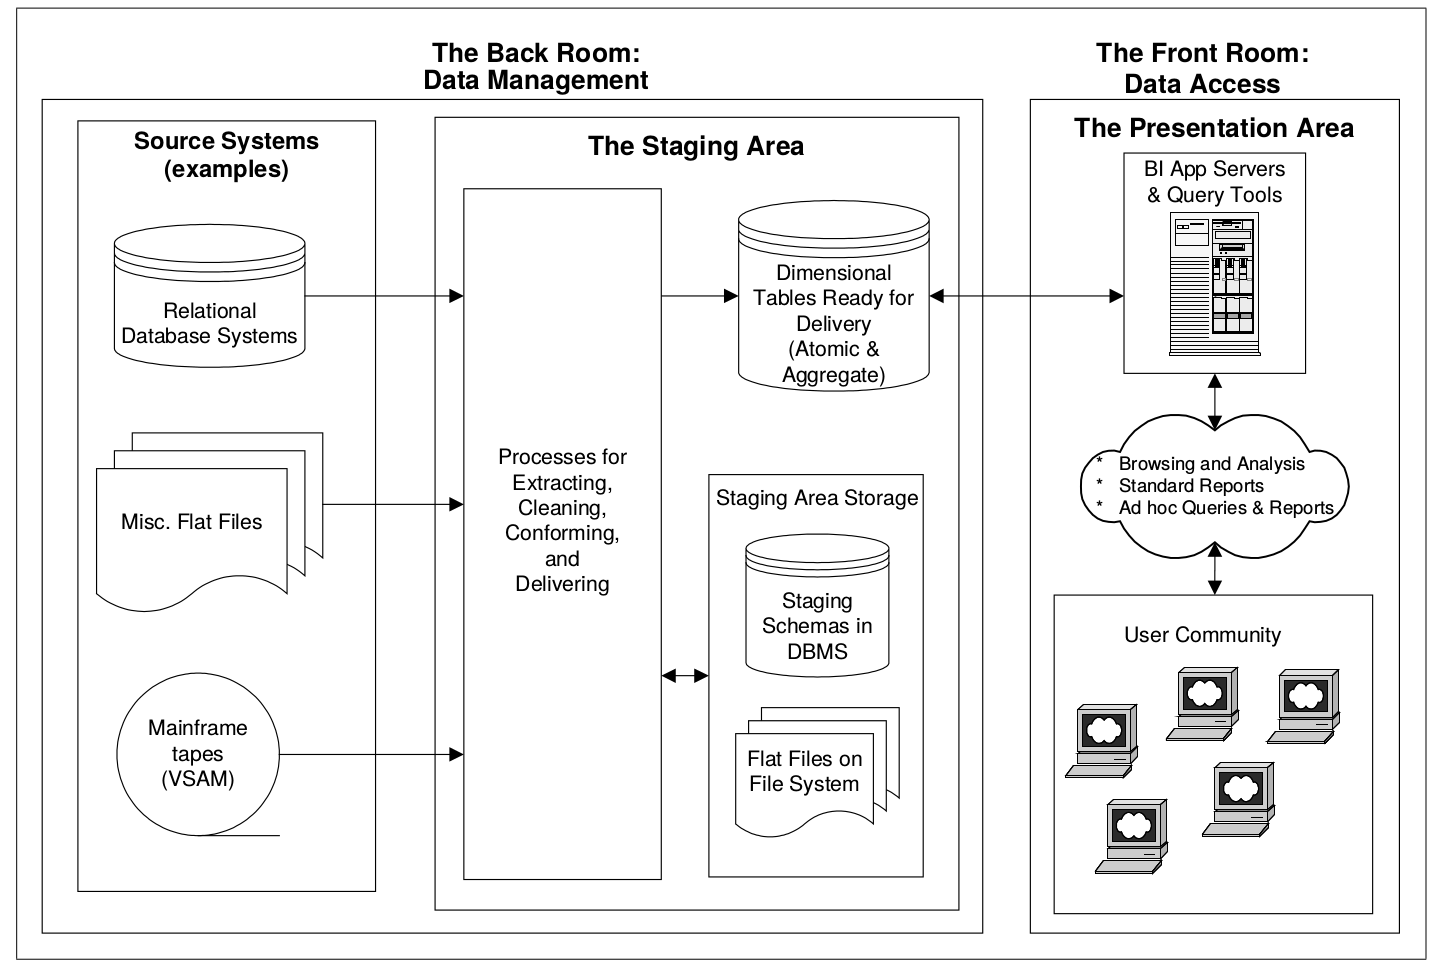 The Back Room:
Data Management
Source Systems
(examples)
Relational
Database Systems
Misc. Flat Files
Mainframe
tapes
(VSAM)
The Staging Area
Processes for
Extracting,
Cleaning,
Conforming,
and
Delivering
Dimensional
Tables Ready for
Delivery
(Atomic &
Aggregate)
Staging Area Storage
Staging
Schemas in
DBMS
Flat Files on
File System
The Front Room:
Data Access
The Presentation Area
BI App Servers
& Query Tools
* Browsing and Analysis
* Standard Reports
* Ad hoc Queries & Reports
User Community